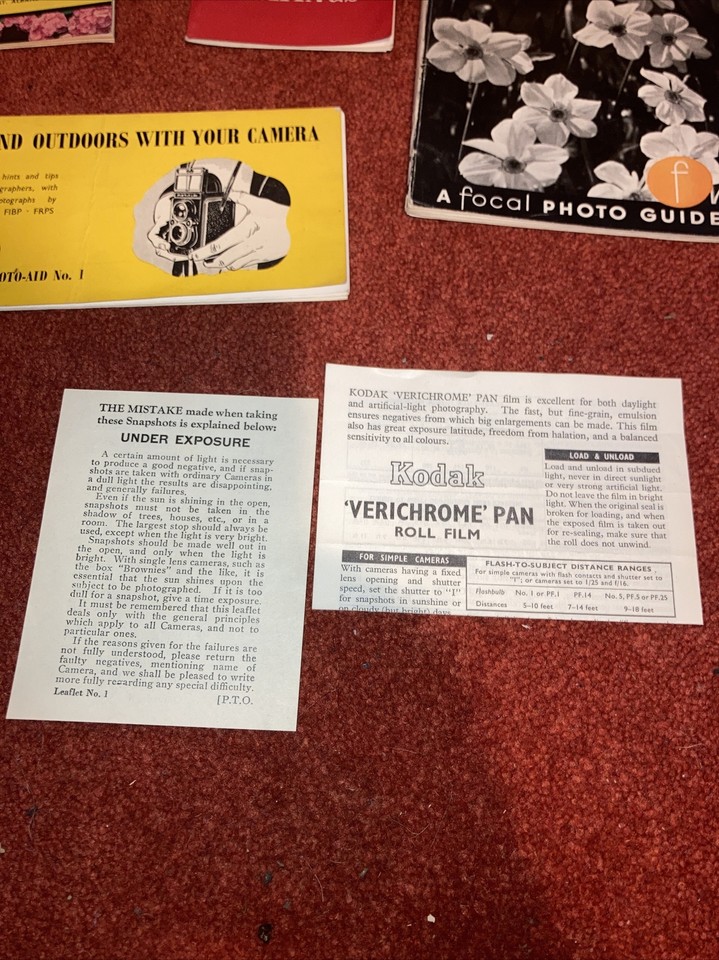 ND OUTDOORS WITH YOUR CAMERA
hints and tips
graphers, with
otographs by
FIBP - FRPS
OTO-AID No. 1
A focal PHOTO GUIDE
f
THE MISTAKE made when taking
these Snapshots is explained below:
UNDER EXPOSURE
A certain amount of light is necessary
to produce a good negative, and if snap-
shots are taken with ordinary Cameras in
a dull light the results are disappointing,
and generally failures.
Even if the sun is shining in the open,
snapshots must not be taken in the
shadow of trees, houses, etc., or in a
room. The largest stop should always be
used, except when the light is very bright.
Snapshots should be made well out in
the open, and only when the light is
bright. With single lens cameras, such as
the box "Brownies" and the like, it is
essential that the sun shines upon the
subject to be photographed. If it is too
dull for a snapshot, give a time exposure.
It must be remembered that this leaflet
deals only with the general principles
which apply to all Cameras, and not to
particular ones.
If the reasons given for the failures are
not fully understood, please return the
faulty negatives, mentioning name of
Camera, and we shall be pleased to write
more fully regarding any special difficulty.
Leaflet No. 1
[P.T.O.
KODAK 'VERICHROME' PAN film is excellent for both daylight
and artificial-light photography. The fast, but fine-grain, emulsion
ensures negatives from which big enlargements can be made. This film
also has great exposure latitude, freedom from halation, and a balanced
sensitivity to all colours.
Kodak
'VERICHROME' PAN
ROLL FILM
LOAD & UNLOAD
Load and unload in subdued
light, never in direct sunlight
or very strong artificial light.
Do not leave the film in bright
light. When the original seal is
broken for loading, and when
the exposed film is taken out
for re-sealing, make sure that
the roll does not unwind.
FOR SIMPLE CAMERAS
With cameras having a fixed
lens opening and shutter
speed, set the shutter to "I"
for snapshots in sunshine or
on cloudy (but bright) days
FLASH-TO-SUBJECT DISTANCE RANGES
For simple cameras with flash contacts and shutter set to
"I"; or cameras set to 1/25 and f/16.
Flashbulb No. 1 or PF.1 PF.14 No. 5, PF.5 or PF.25
Distances 5-10 feet 7-14 feet 9-18 feet